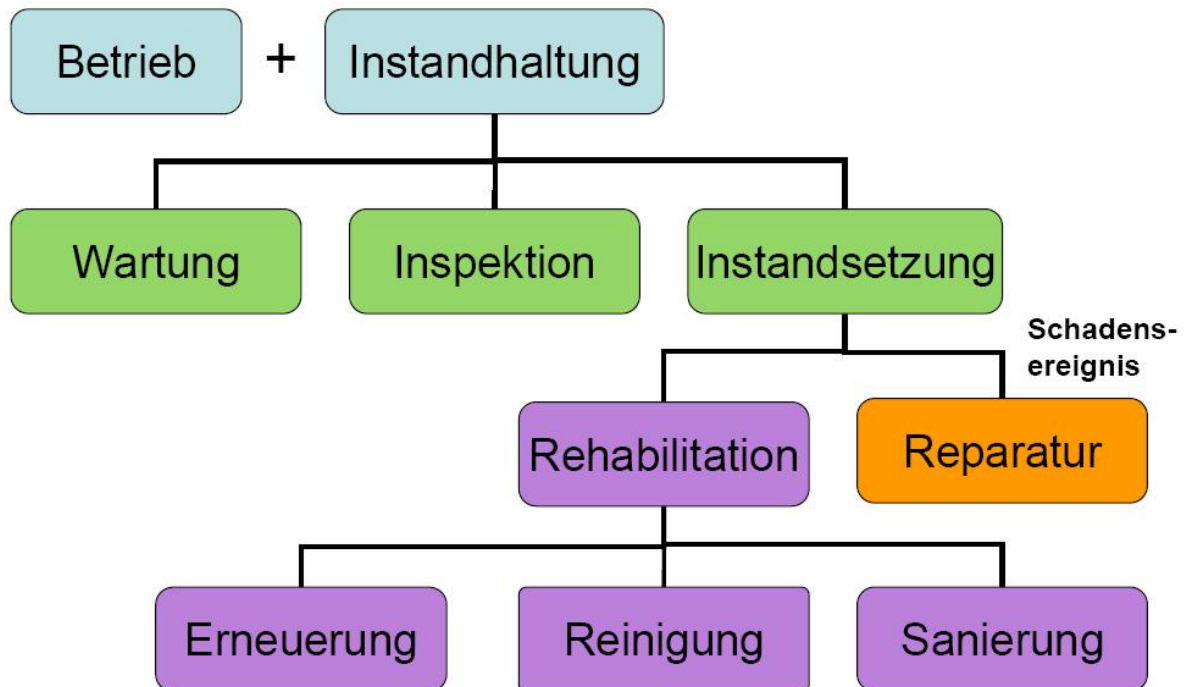 Betrieb + Instandhaltung
Wartung Inspektion Instandsetzung
Schadens-
ereignis
Rehabilitation Reparatur
Erneuerung Reinigung Sanierung